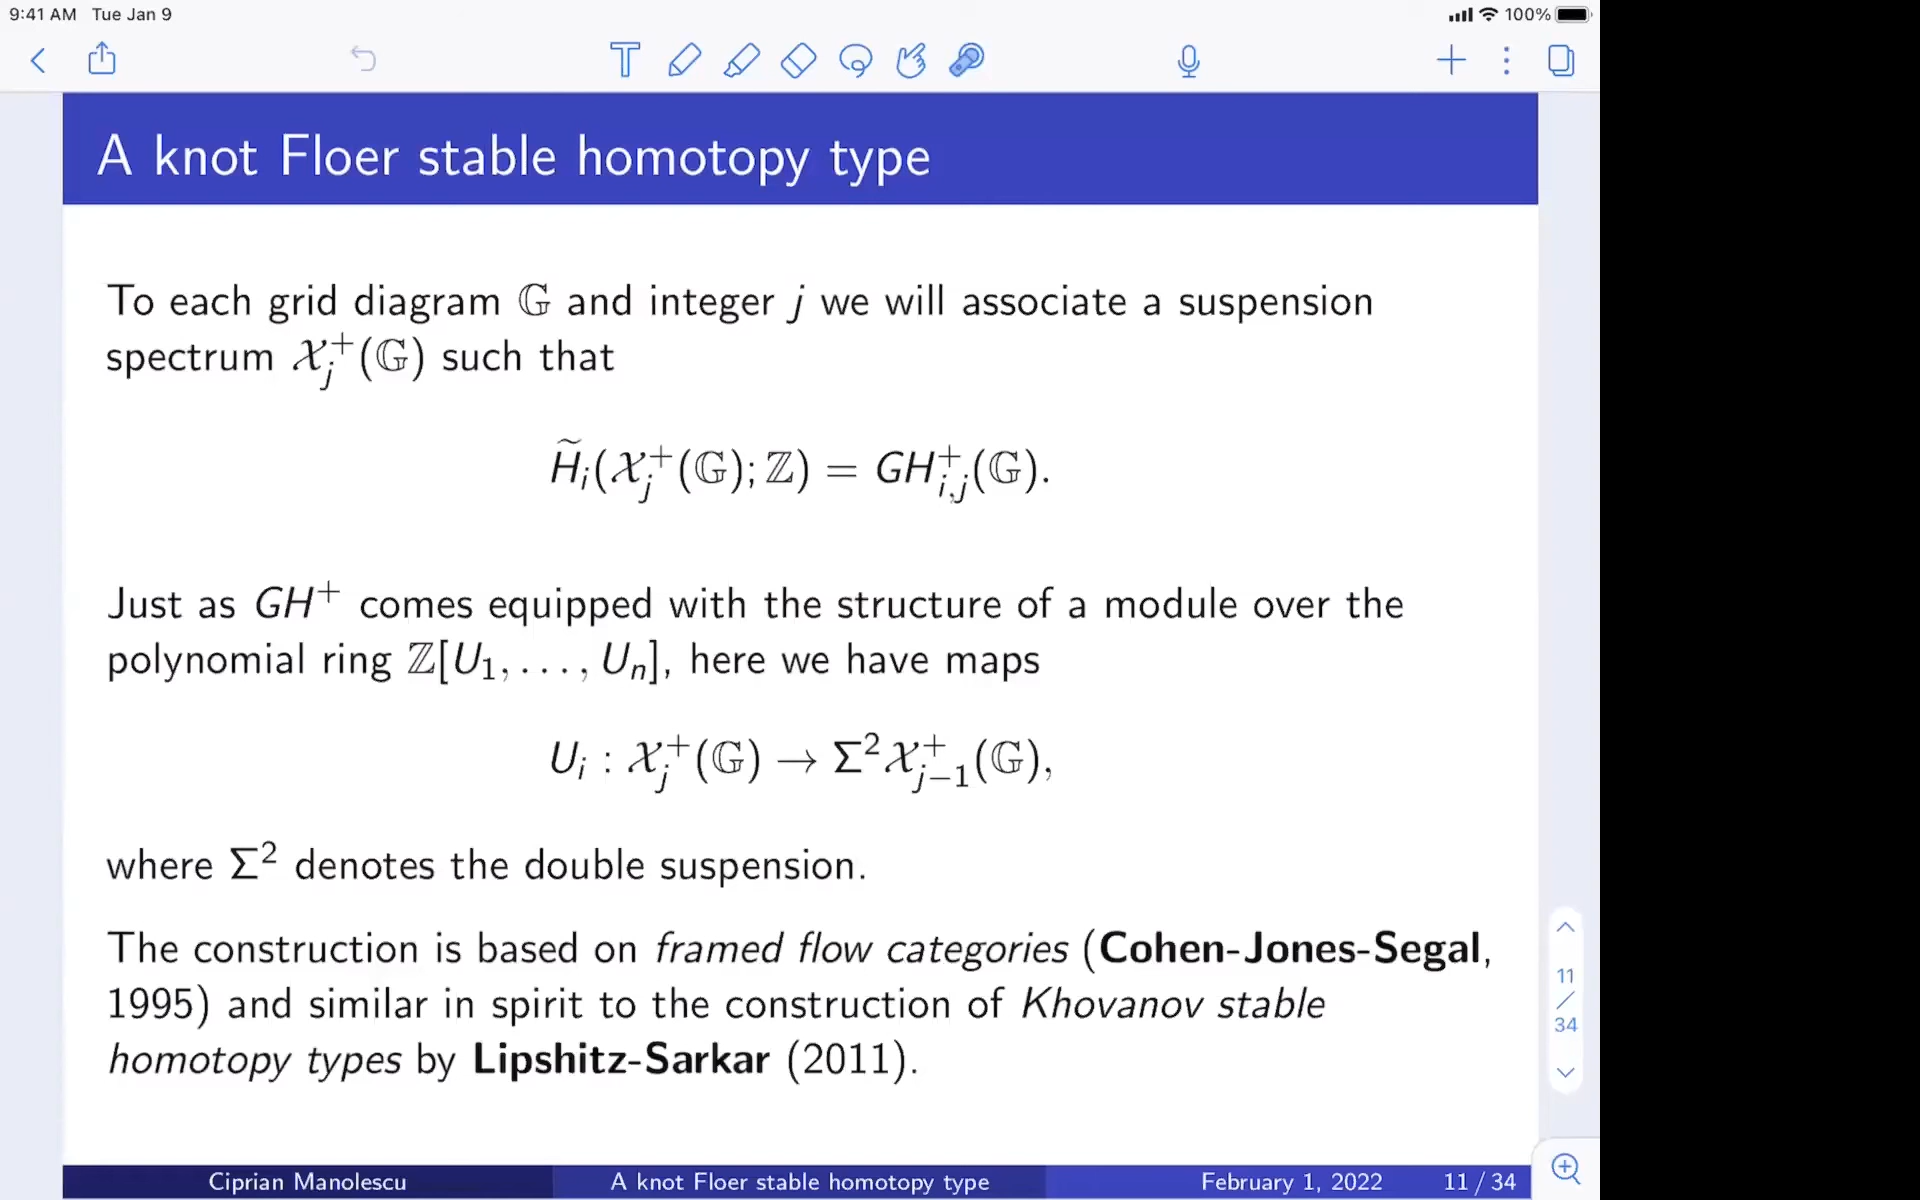 9:41 AM Tue Jan 9 100%
A knot Floer stable homotopy type
To each grid diagram 𝔾 and integer j we will associate a suspension
spectrum 𝒳_j^+(𝔾) such that
H̃_i(𝒳_j^+(𝔾); ℤ) = GH^+_{i,j}(𝔾).
Just as GH^+ comes equipped with the structure of a module over the
polynomial ring ℤ[U_1, . . . , U_n], here we have maps
U_i : 𝒳_j^+(𝔾) → Σ^2 𝒳^+_{j−1}(𝔾),
where Σ^2 denotes the double suspension.
The construction is based on framed flow categories (Cohen-Jones-Segal,
1995) and similar in spirit to the construction of Khovanov stable
homotopy types by Lipshitz-Sarkar (2011).
11
/
34
Ciprian Manolescu A knot Floer stable homotopy type February 1, 2022 11 / 34